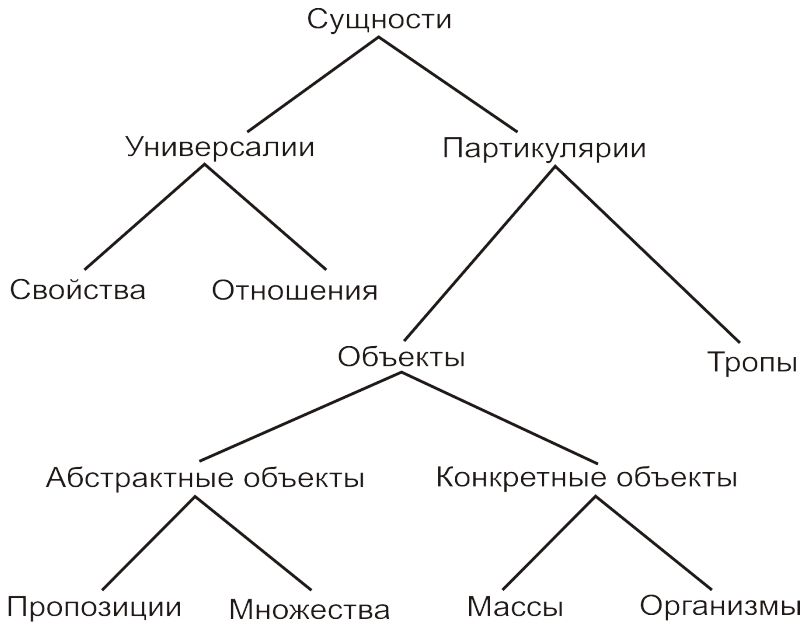 Сущности
Универсалии
Партикулярии
Свойства
Отношения
Объекты
Тропы
Абстрактные объекты
Конкретные объекты
Пропозиции
Множества
Массы
Организмы